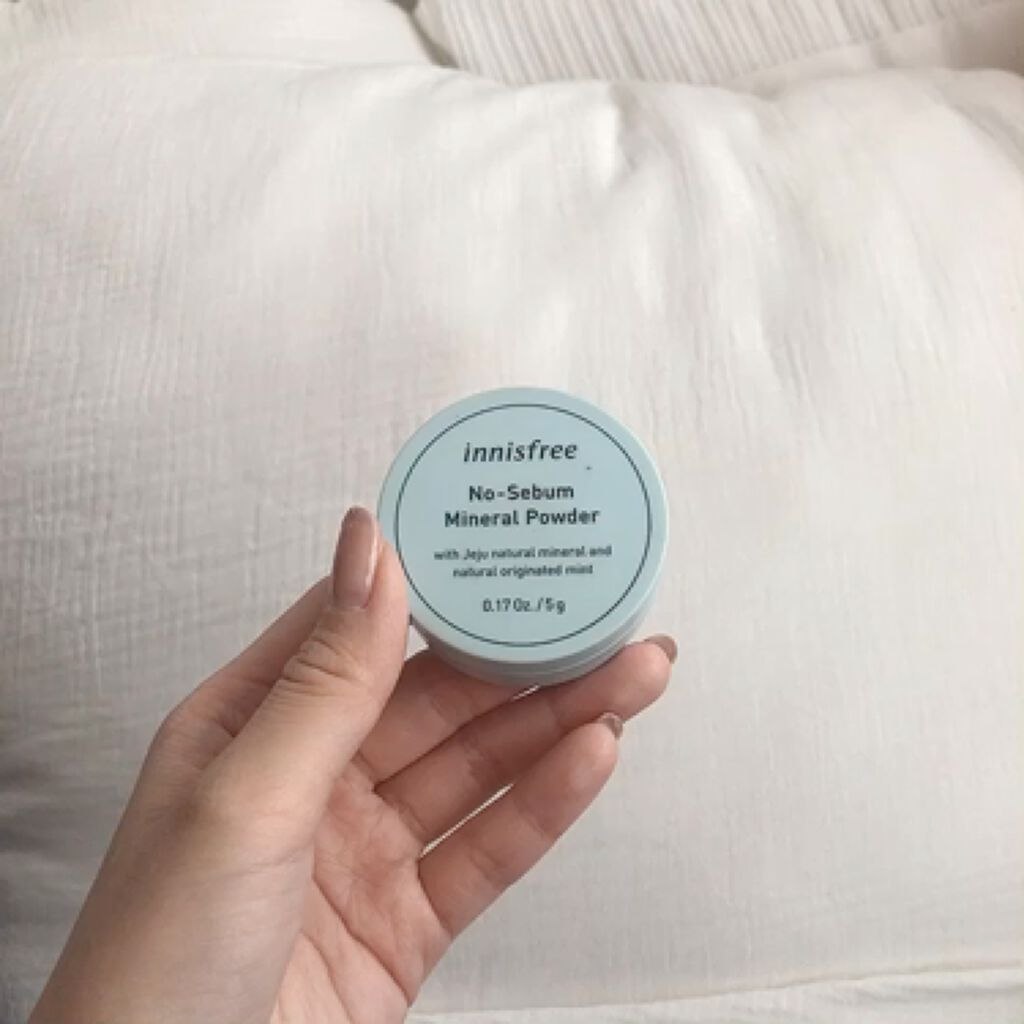 innisfree
No-Sebum
Mineral Powder
with Jeju natural mineral and
natural originated mint
0.17 Oz./5g